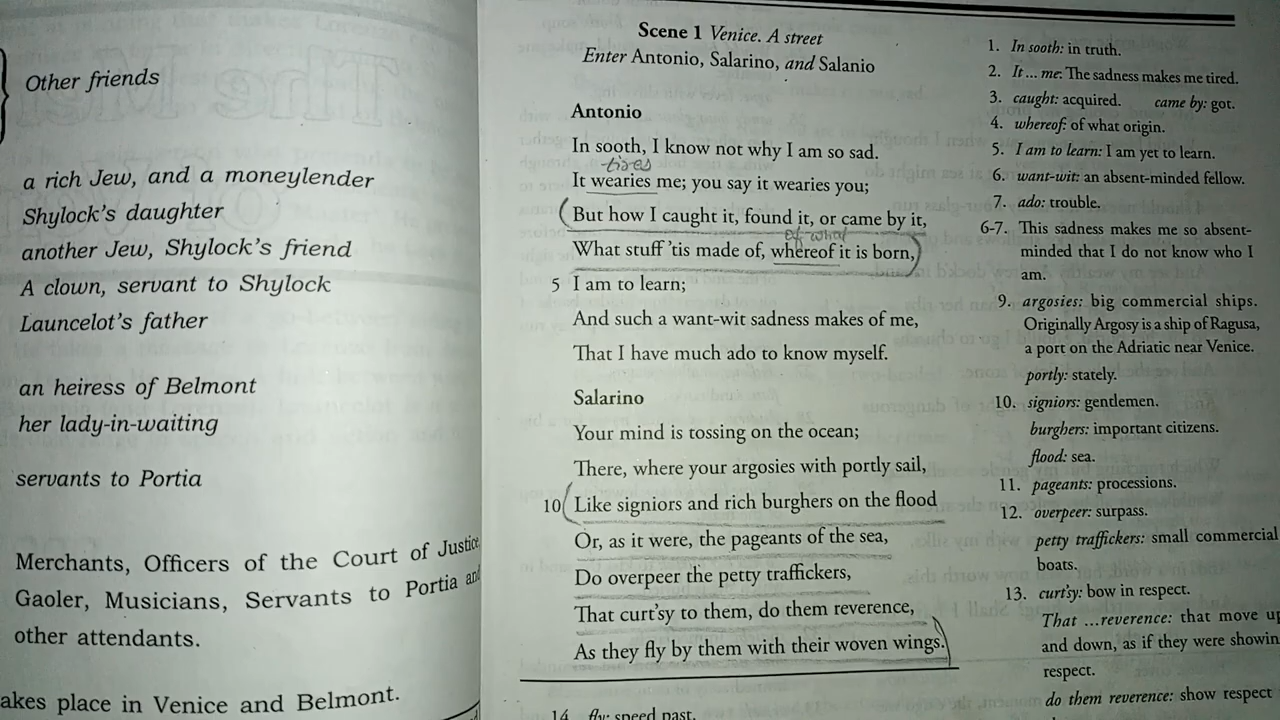 Other friends
a rich Jew, and a moneylender
Shylock's daughter
another Jew, Shylock's friend
A clown, servant to Shylock
Launcelot's father
an heiress of Belmont
her lady-in-waiting
servants to Portia
Merchants, Officers of the Court of Justice
Gaoler, Musicians, Servants to Portia and
other attendants.
akes place in Venice and Belmont.
Scene 1 Venice. A street
Enter Antonio, Salarino, and Salanio
Antonio
In sooth, I know not why I am so sad.
-tires
It wearies me; you say it wearies you;
But how I caught it, found it, or came by it,
of what
What stuff 'tis made of, whereof it is born,
5 I am to learn;
And such a want-wit sadness makes of me,
That I have much ado to know myself.
Salarino
Your mind is tossing on the ocean;
There, where your argosies with portly sail,
10 Like signiors and rich burghers on the flood
Or, as it were, the pageants of the sea,
Do overpeer the petty traffickers,
That curt'sy to them, do them reverence,
As they fly by them with their woven wings.
14 fly: speed past.
1. In sooth: in truth.
2. It ... me: The sadness makes me tired.
3. caught: acquired. came by: got.
4. whereof: of what origin.
5. I am to learn: I am yet to learn.
6. want-wit: an absent-minded fellow.
7. ado: trouble.
6-7. This sadness makes me so absent-
minded that I do not know who I
am.
9. argosies: big commercial ships.
Originally Argosy is a ship of Ragusa,
a port on the Adriatic near Venice.
portly: stately.
10. signiors: gentlemen.
burghers: important citizens.
flood: sea.
11. pageants: processions.
12. overpeer: surpass.
petty traffickers: small commercial
boats.
13. curt'sy: bow in respect.
That ...reverence: that move up
and down, as if they were showin
respect.
do them reverence: show respect